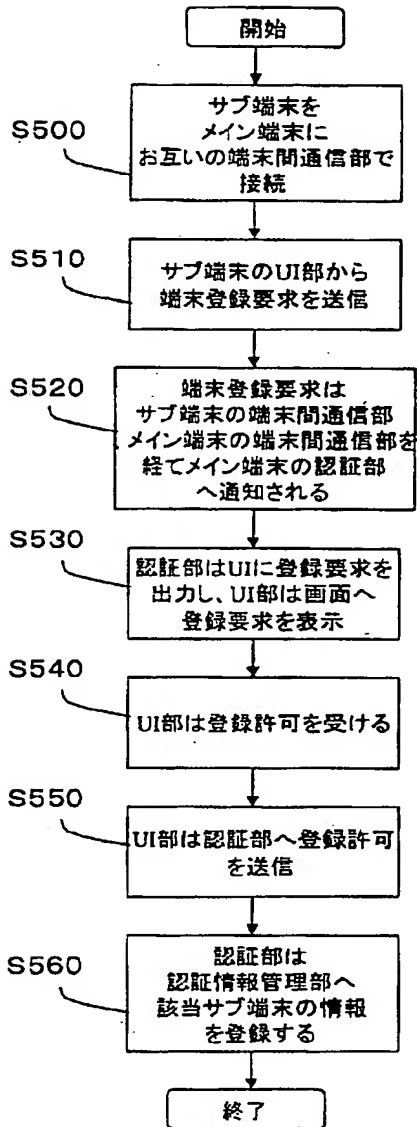 開始
S500
サブ端末を
メイン端末に
お互いの端末間通信部で
接続
S510
サブ端末のUI部から
端末登録要求を送信
S520
端末登録要求は
サブ端末の端末間通信部
メイン端末の端末間通信部を
経てメイン端末の認証部
へ通知される
S530
認証部はUIに登録要求を
出力し、UI部は画面へ
登録要求を表示
S540
UI部は登録許可を受ける
S550
UI部は認証部へ登録許可
を送信
S560
認証部は
認証情報管理部へ
該当サブ端末の情報
を登録する
終了